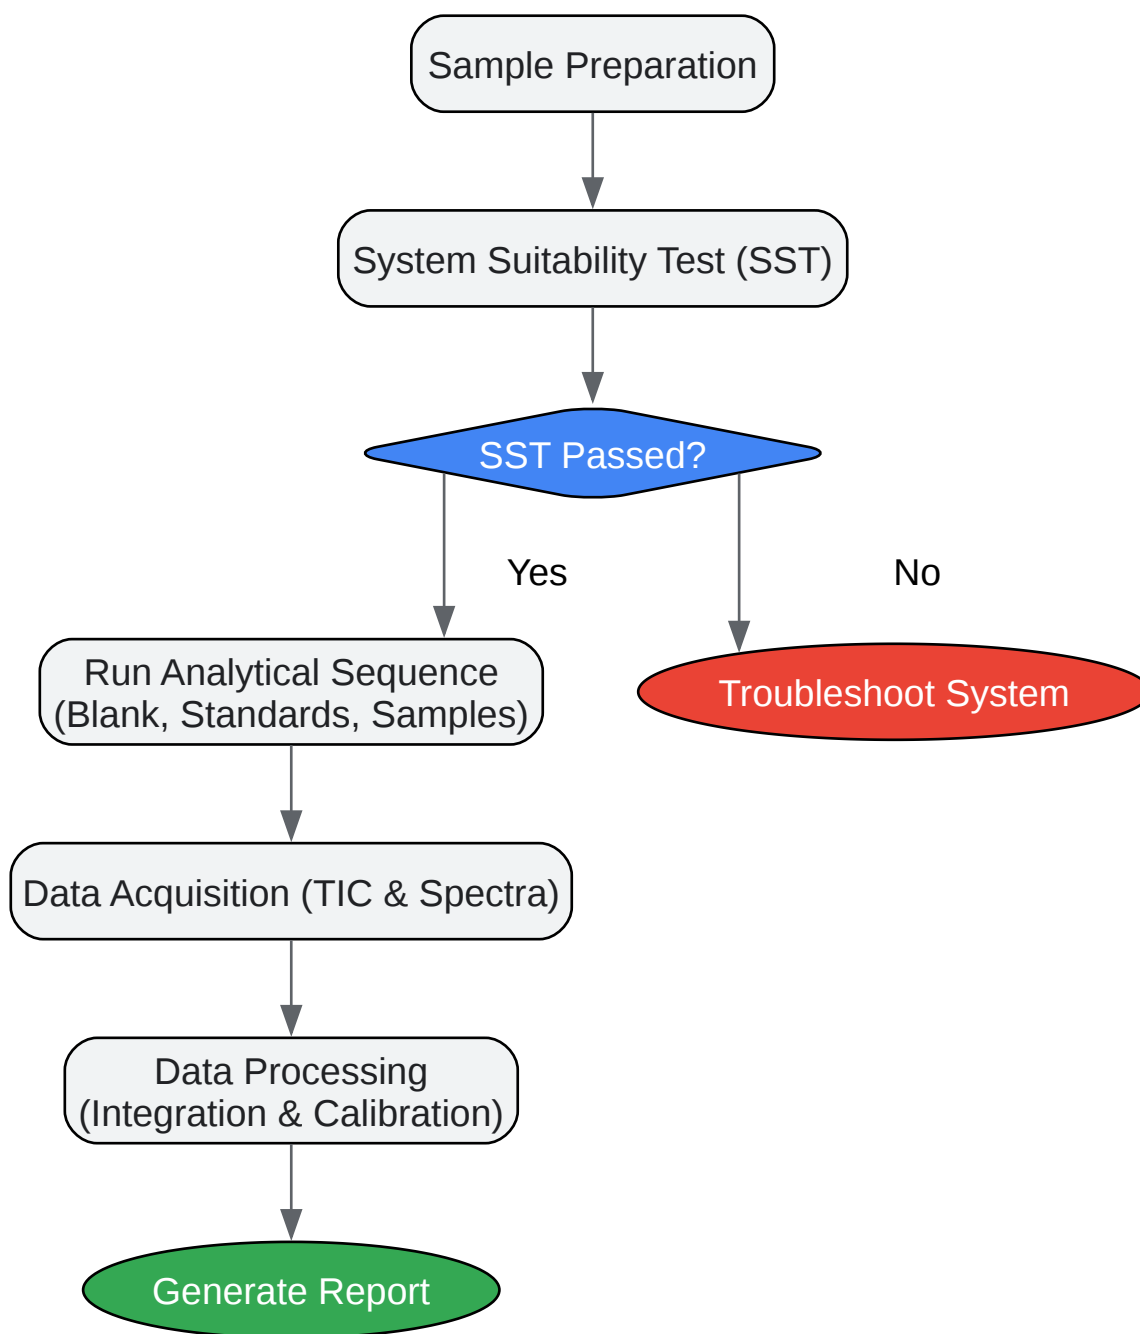 Sample Preparation
System Suitability Test (SST)
SST Passed?
Yes
No
Run Analytical Sequence
(Blank, Standards, Samples)
Troubleshoot System
Data Acquisition (TIC & Spectra)
Data Processing
(Integration & Calibration)
Generate Report